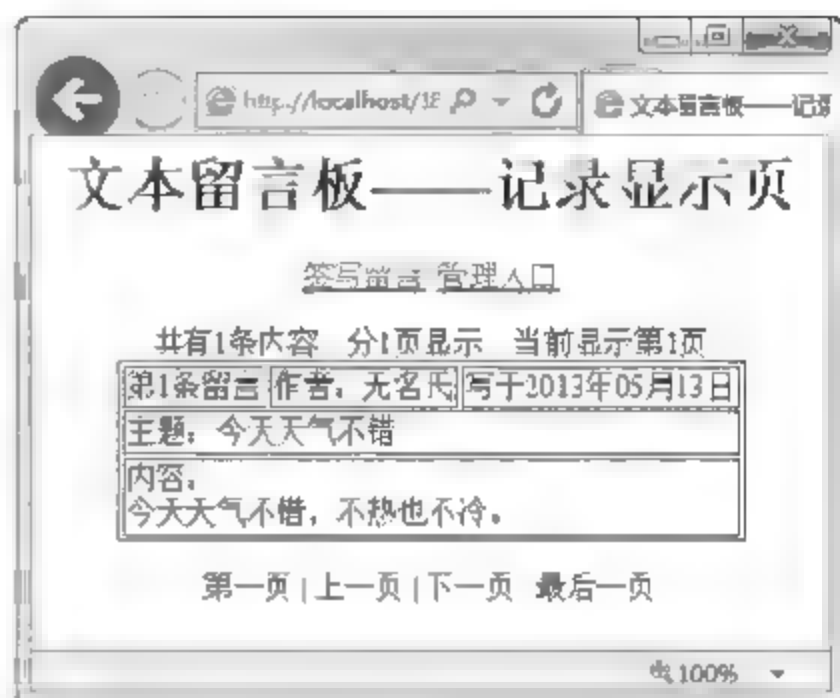 http://localhost/18
文本留言板——记录
文本留言板——记录显示页
签写留言 管理入口
共有1条内容 分1页显示 当前显示第1页
第1条留言 作者：无名氏 写于2013年05月13日
主题：今天天气不错
内容：
今天天气不错，不热也不冷。
第一页 | 上一页 | 下一页 最后一页
100%